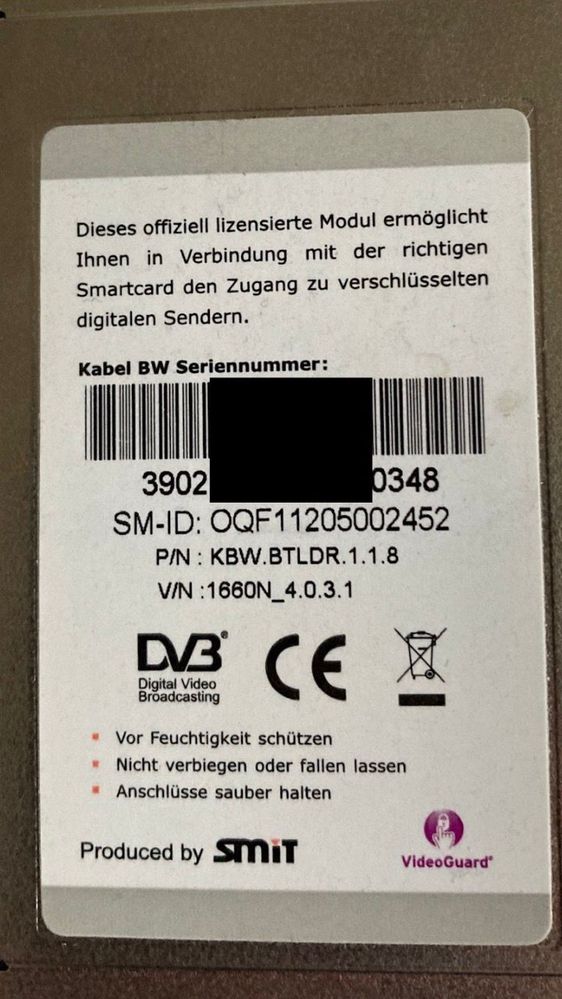 Dieses offiziell lizensierte Modul ermöglicht
Ihnen in Verbindung mit der richtigen
Smartcard den Zugang zu verschlüsselten
digitalen Sendern.
Kabel BW Seriennummer:
3902 0348
SM-ID: OQF11205002452
P/N : KBW.BTLDR.1.1.8
V/N :1660N_4.0.3.1
DVB®
Digital Video
Broadcasting
CE
Vor Feuchtigkeit schützen
Nicht verbiegen oder fallen lassen
Anschlüsse sauber halten
Produced by SMiT
VideoGuard®